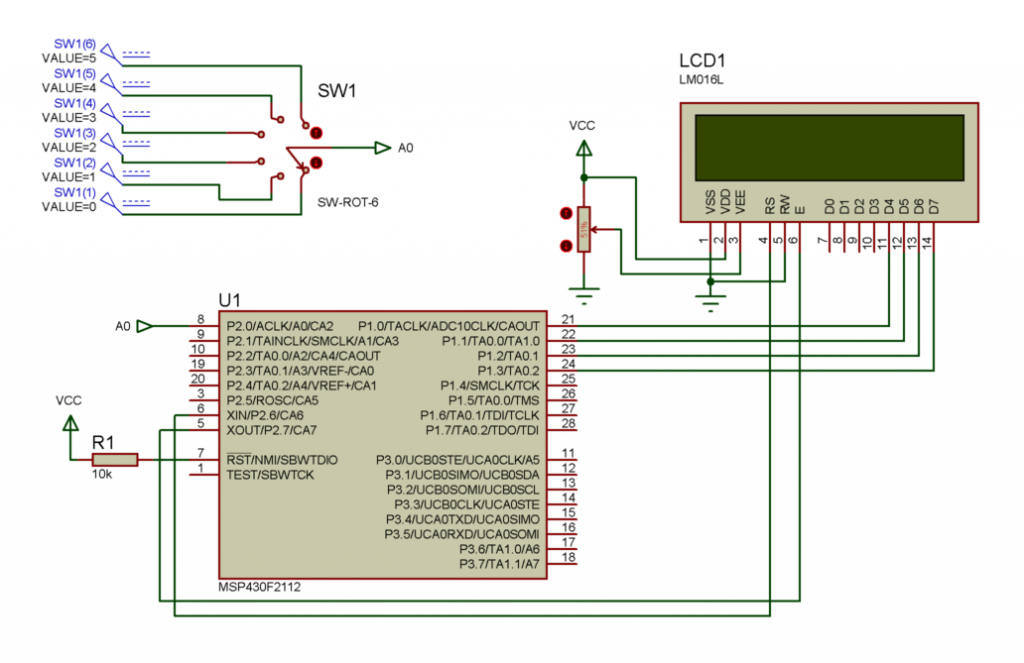 SW1(6)
VALUE=5
SW1(5)
VALUE=4
SW1(4)
VALUE=3
SW1(3)
VALUE=2
SW1(2)
VALUE=1
SW1(1)
VALUE=0
SW1
A0
SW-ROT-6
LCD1
LM016L
VSS
VDD
VEE
RS
RW
E
D0
D1
D2
D3
D4
D5
D6
D7
1
2
3
4
5
6
7
8
9
10
11
12
13
14
VCC
51%
U1
A0
8 P2.0/ACLK/A0/CA2 P1.0/TACLK/ADC10CLK/CAOUT 21
9 P2.1/TAINCLK/SMCLK/A1/CA3 P1.1/TA0.0/TA1.0 22
10 P2.2/TA0.0/A2/CA4/CAOUT P1.2/TA0.1 23
19 P2.3/TA0.1/A3/VREF-/CA0 P1.3/TA0.2 24
20 P2.4/TA0.2/A4/VREF+/CA1 P1.4/SMCLK/TCK 25
3 P2.5/ROSC/CA5 P1.5/TA0.0/TMS 26
6 XIN/P2.6/CA6 P1.6/TA0.1/TDI/TCLK 27
5 XOUT/P2.7/CA7 P1.7/TA0.2/TDO/TDI 28
7 RST/NMI/SBWTDIO P3.0/UCB0STE/UCA0CLK/A5 11
1 TEST/SBWTCK P3.1/UCB0SIMO/UCB0SDA 12
P3.2/UCB0SOMI/UCB0SCL 13
P3.3/UCB0CLK/UCA0STE 14
P3.4/UCA0TXD/UCA0SIMO 15
P3.5/UCA0RXD/UCA0SOMI 16
P3.6/TA1.0/A6 17
P3.7/TA1.1/A7 18
MSP430F2112
VCC
R1
10k